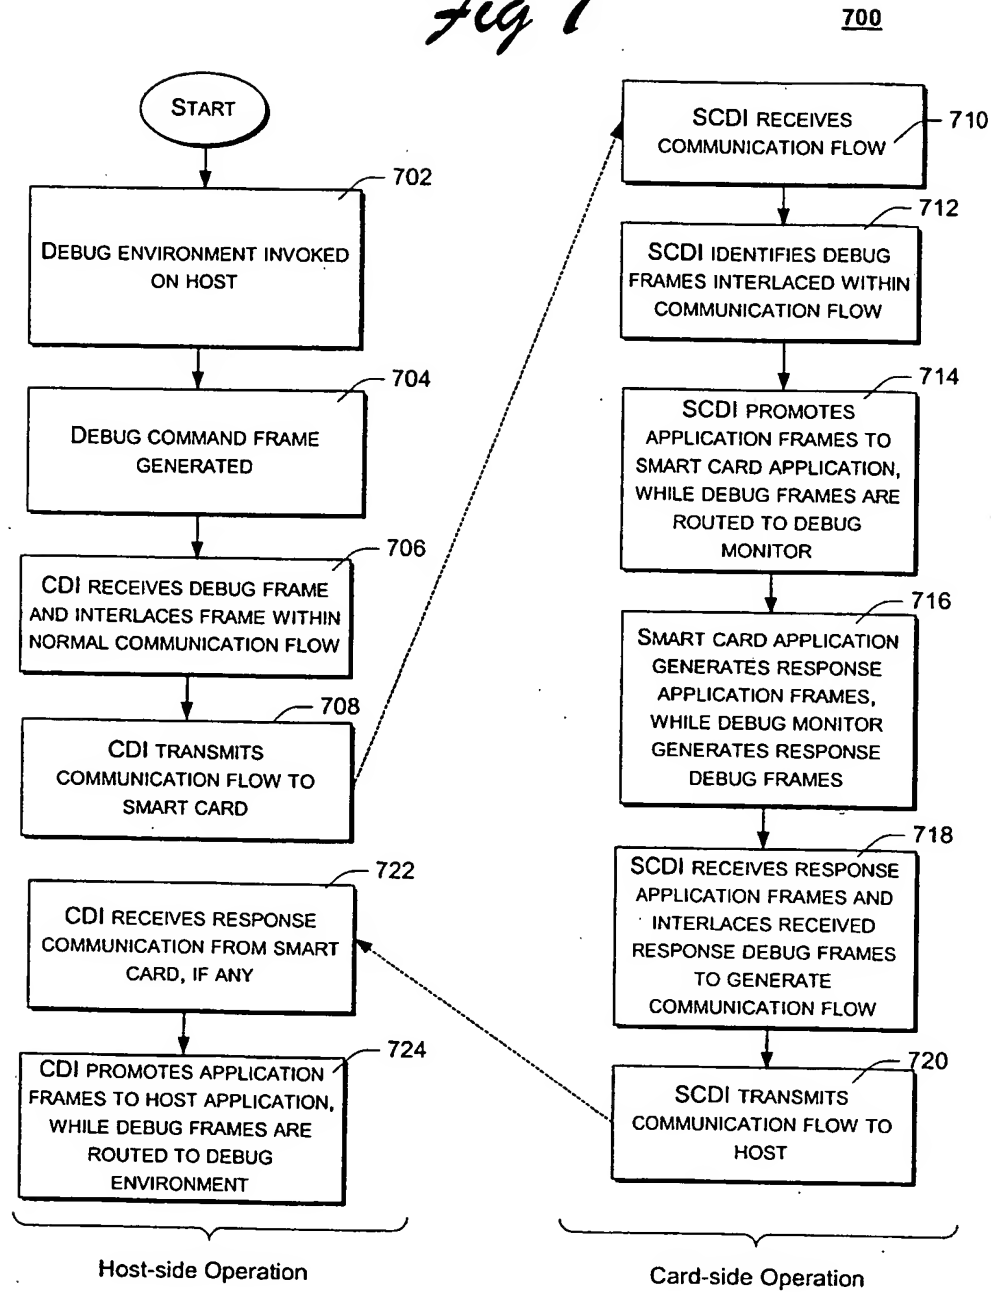 Fig 7
700
START
702
DEBUG ENVIRONMENT INVOKED
ON HOST
704
DEBUG COMMAND FRAME
GENERATED
706
CDI RECEIVES DEBUG FRAME
AND INTERLACES FRAME WITHIN
NORMAL COMMUNICATION FLOW
708
CDI TRANSMITS
COMMUNICATION FLOW TO
SMART CARD
710
SCDI RECEIVES
COMMUNICATION FLOW
712
SCDI IDENTIFIES DEBUG
FRAMES INTERLACED WITHIN
COMMUNICATION FLOW
714
SCDI PROMOTES
APPLICATION FRAMES TO
SMART CARD APPLICATION,
WHILE DEBUG FRAMES ARE
ROUTED TO DEBUG
MONITOR
716
SMART CARD APPLICATION
GENERATES RESPONSE
APPLICATION FRAMES,
WHILE DEBUG MONITOR
GENERATES RESPONSE
DEBUG FRAMES
718
SCDI RECEIVES RESPONSE
APPLICATION FRAMES AND
INTERLACES RECEIVED
RESPONSE DEBUG FRAMES
TO GENERATE
COMMUNICATION FLOW
720
SCDI TRANSMITS
COMMUNICATION FLOW TO
HOST
722
CDI RECEIVES RESPONSE
COMMUNICATION FROM SMART
CARD, IF ANY
724
CDI PROMOTES APPLICATION
FRAMES TO HOST APPLICATION,
WHILE DEBUG FRAMES ARE
ROUTED TO DEBUG
ENVIRONMENT
Host-side Operation
Card-side Operation